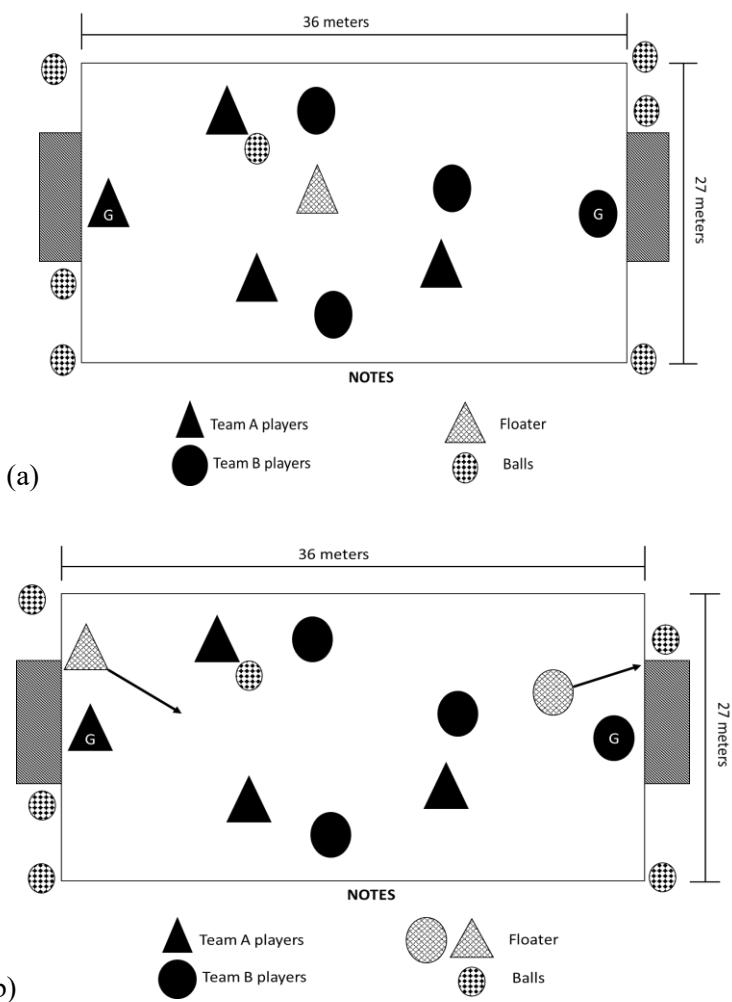 36 meters
G
G
27 meters
NOTES
Team A players
Floater
Team B players
Balls
(a)
36 meters
G
G
27 meters
NOTES
Team A players
Floater
Team B players
Balls
)